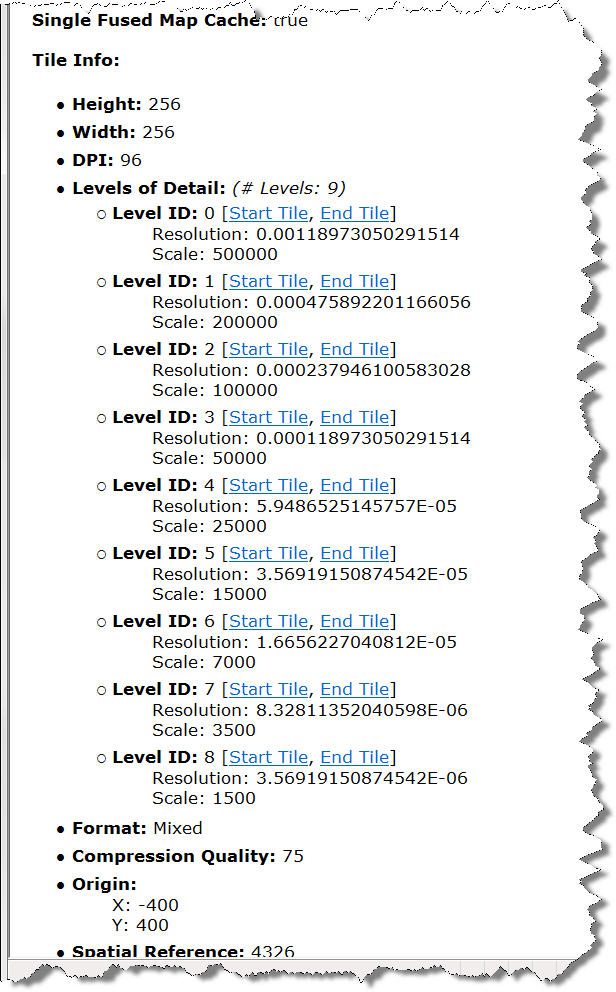 Single Fused Map Cache: true
Tile Info:
● Height: 256
● Width: 256
● DPI: 96
● Levels of Detail: (# Levels: 9)
○ Level ID: 0 [Start Tile, End Tile]
Resolution: 0.00118973050291514
Scale: 500000
○ Level ID: 1 [Start Tile, End Tile]
Resolution: 0.000475892201166056
Scale: 200000
○ Level ID: 2 [Start Tile, End Tile]
Resolution: 0.000237946100583028
Scale: 100000
○ Level ID: 3 [Start Tile, End Tile]
Resolution: 0.000118973050291514
Scale: 50000
○ Level ID: 4 [Start Tile, End Tile]
Resolution: 5.9486525145757E-05
Scale: 25000
○ Level ID: 5 [Start Tile, End Tile]
Resolution: 3.56919150874542E-05
Scale: 15000
○ Level ID: 6 [Start Tile, End Tile]
Resolution: 1.6656227040812E-05
Scale: 7000
○ Level ID: 7 [Start Tile, End Tile]
Resolution: 8.32811352040598E-06
Scale: 3500
○ Level ID: 8 [Start Tile, End Tile]
Resolution: 3.56919150874542E-06
Scale: 1500
● Format: Mixed
● Compression Quality: 75
● Origin:
X: -400
Y: 400
● Spatial Reference: 4326